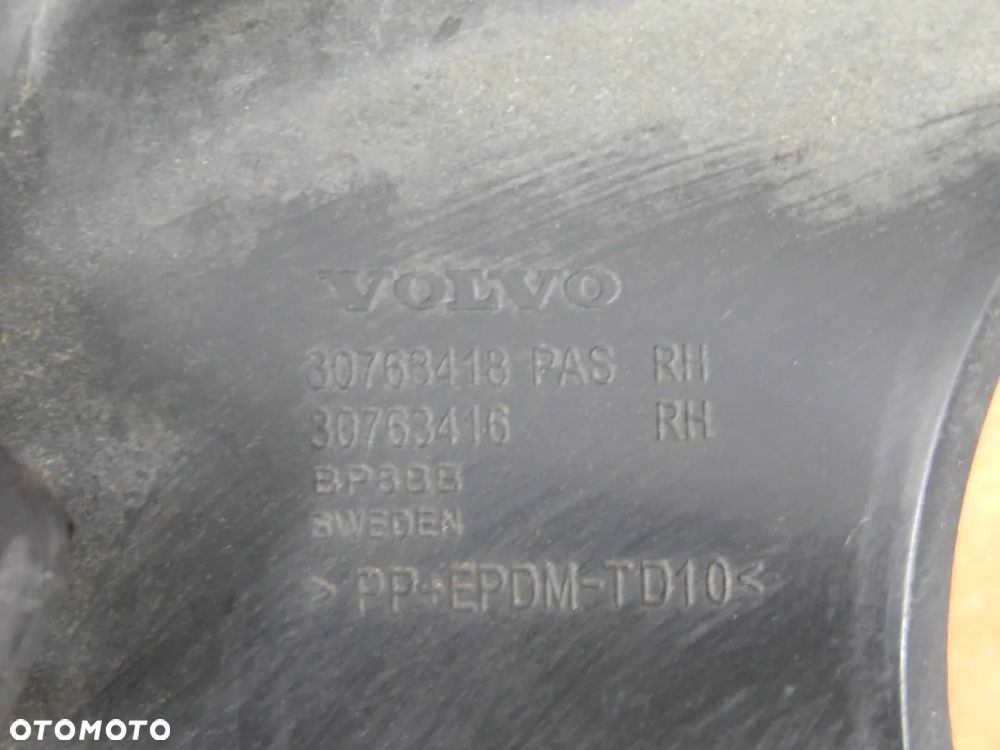 VOLVO
30763418 PAS RH
30763416 RH
BP8BB
SWEDEN
>PP+EPDM-TD10<
OTOMOTO